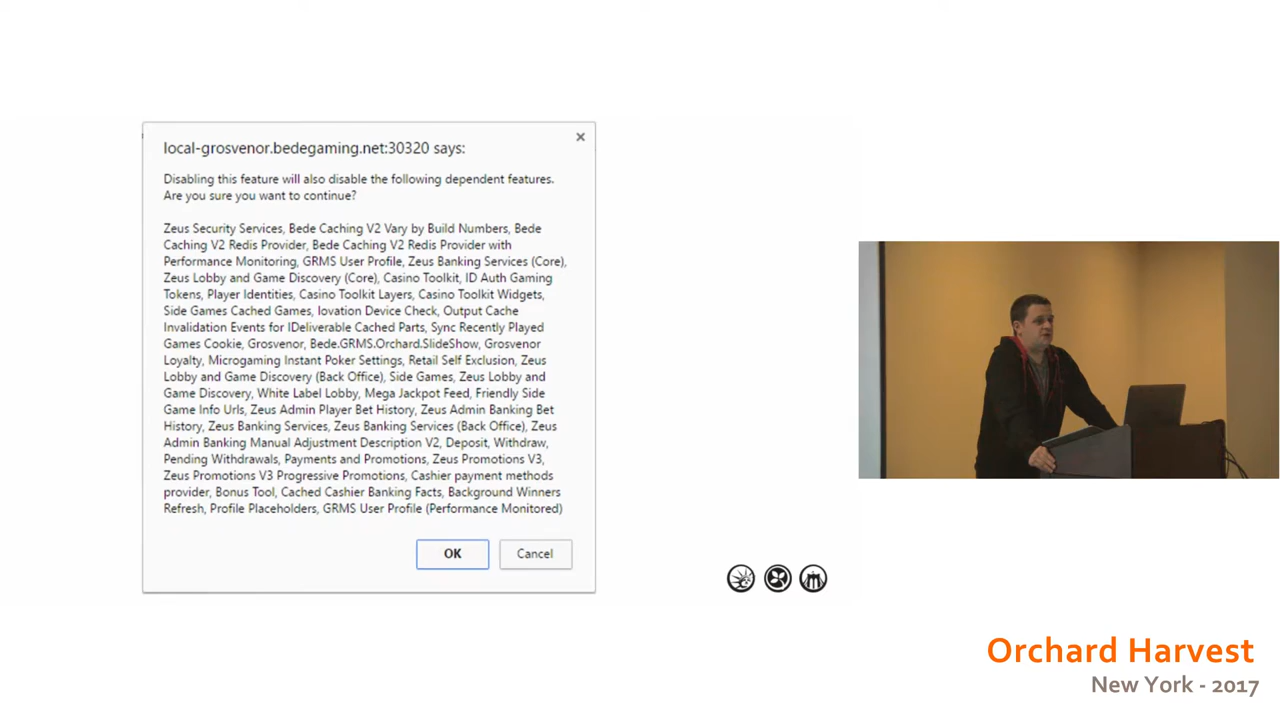 local-grosvenor.bedegaming.net:30320 says:
Disabling this feature will also disable the following dependent features.
Are you sure you want to continue?
Zeus Security Services, Bede Caching V2 Vary by Build Numbers, Bede
Caching V2 Redis Provider, Bede Caching V2 Redis Provider with
Performance Monitoring, GRMS User Profile, Zeus Banking Services (Core),
Zeus Lobby and Game Discovery (Core), Casino Toolkit, ID Auth Gaming
Tokens, Player Identities, Casino Toolkit Layers, Casino Toolkit Widgets,
Side Games Cached Games, Iovation Device Check, Output Cache
Invalidation Events for IDeliverable Cached Parts, Sync Recently Played
Games Cookie, Grosvenor, Bede.GRMS.Orchard.SlideShow, Grosvenor
Loyalty, Microgaming Instant Poker Settings, Retail Self Exclusion, Zeus
Lobby and Game Discovery (Back Office), Side Games, Zeus Lobby and
Game Discovery, White Label Lobby, Mega Jackpot Feed, Friendly Side
Game Info Urls, Zeus Admin Player Bet History, Zeus Admin Banking Bet
History, Zeus Banking Services, Zeus Banking Services (Back Office), Zeus
Admin Banking Manual Adjustment Description V2, Deposit, Withdraw,
Pending Withdrawals, Payments and Promotions, Zeus Promotions V3,
Zeus Promotions V3 Progressive Promotions, Cashier payment methods
provider, Bonus Tool, Cached Cashier Banking Facts, Background Winners
Refresh, Profile Placeholders, GRMS User Profile (Performance Monitored)
OK Cancel
Orchard Harvest
New York - 2017